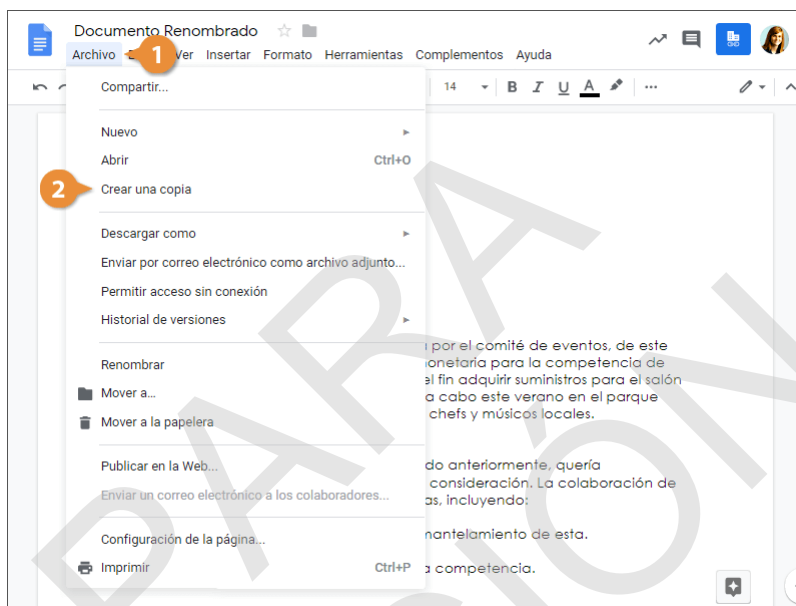 Documento Renombrado
Archivo Ver Insertar Formato Herramientas Complementos Ayuda
1
14 B I U A
Compartir...
Nuevo
Abrir Ctrl+O
2 Crear una copia
Descargar como
Enviar por correo electrónico como archivo adjunto...
Permitir acceso sin conexión
Historial de versiones
por el comité de eventos, de este
Renombrar
monetaria para la competencia de
el fin adquirir suministros para el salón
Mover a...
a cabo este verano en el parque
Mover a la papelera
chefs y músicos locales.
Publicar en la Web...
do anteriormente, quería
consideración. La colaboración de
Enviar un correo electrónico a los colaboradores...
as, incluyendo:
Configuración de la página...
mantelamiento de esta.
Imprimir Ctrl+P
a competencia.
PARA